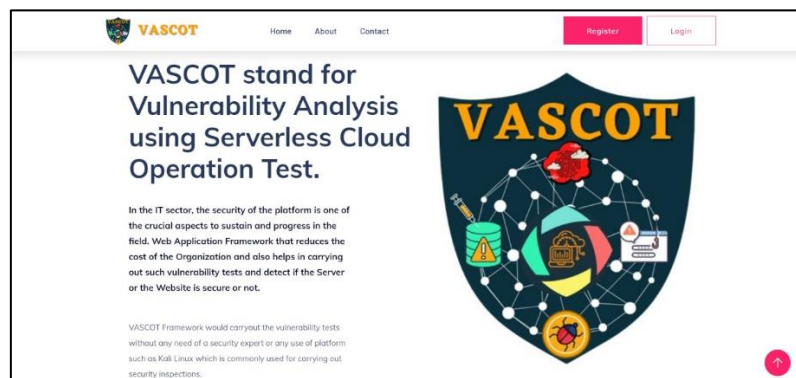 VASCOT
Home About Contact
Register
Login
VASCOT stand for
Vulnerability Analysis
using Serverless Cloud
Operation Test.
In the IT sector, the security of the platform is one of
the crucial aspects to sustain and progress in the
field. Web Application Framework that reduces the
cost of the Organization and also helps in carrying
out such vulnerability tests and detect if the Server
or the Website is secure or not.
VASCOT Framework would carryout the vulnerability tests
without any need of a security expert or any use of platform
such as Kali Linux which is commonly used for carrying out
security inspections.
VASCOT